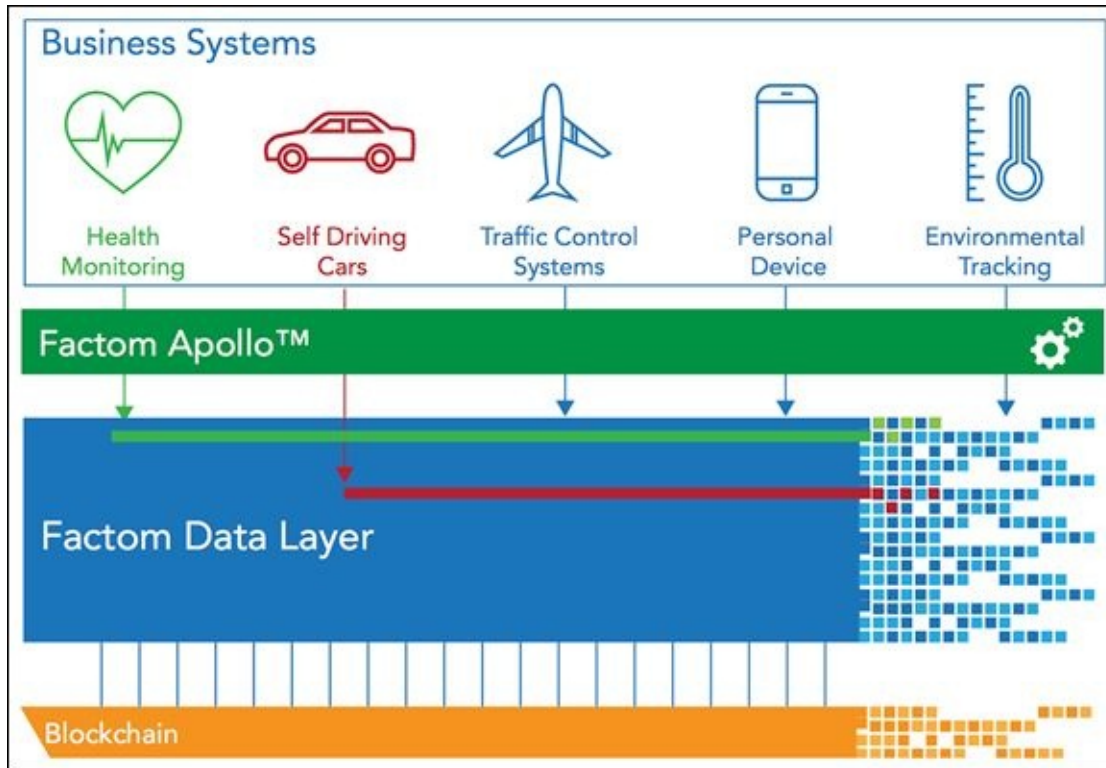 Business Systems
Health
Monitoring
Self Driving
Cars
Traffic Control
Systems
Personal
Device
Environmental
Tracking
Factom Apollo™
Factom Data Layer
Blockchain